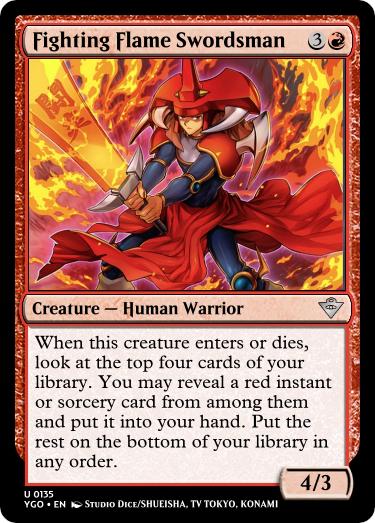 Fighting Flame Swordsman 3
闘
Creature — Human Warrior
When this creature enters or dies,
look at the top four cards of your
library. You may reveal a red instant
or sorcery card from among them
and put it into your hand. Put the
rest on the bottom of your library in
any order.
4/3
U 0135
YGO • EN Studio Dice/SHUEISHA, TV TOKYO, KONAMI